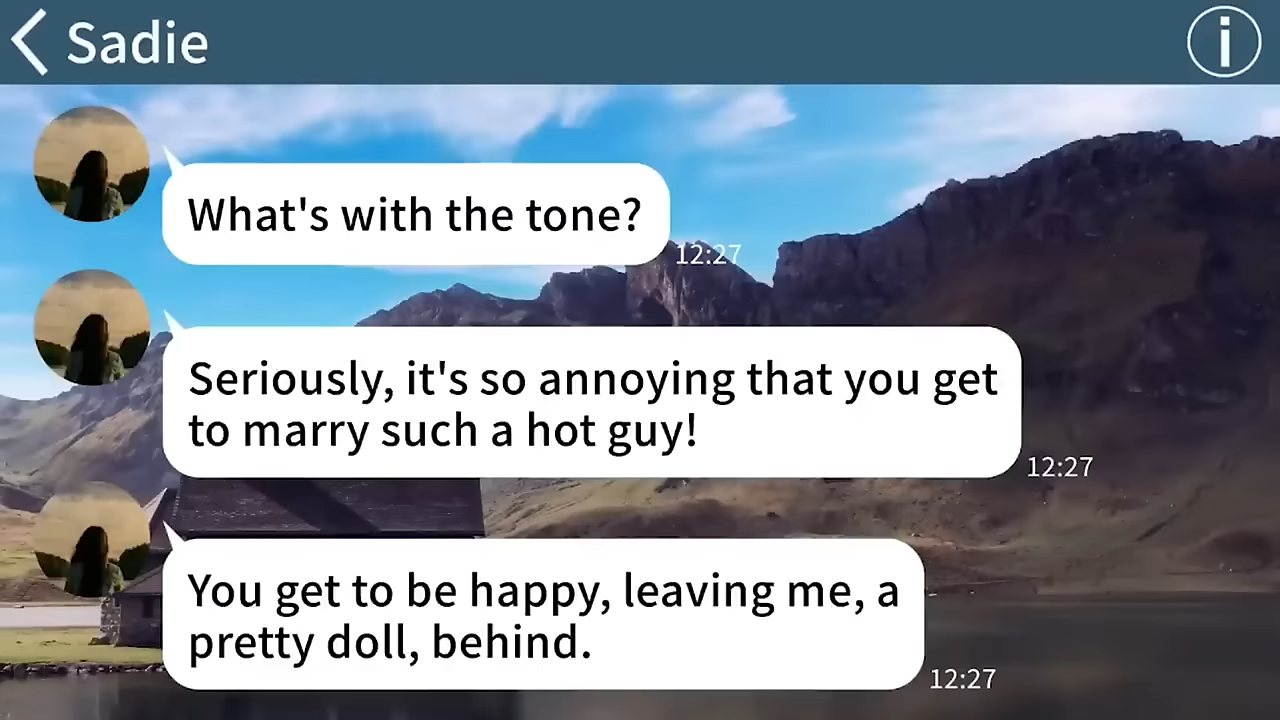 Sadie
What's with the tone?
12:27
Seriously, it's so annoying that you get
to marry such a hot guy!
12:27
You get to be happy, leaving me, a
pretty doll, behind.
12:27